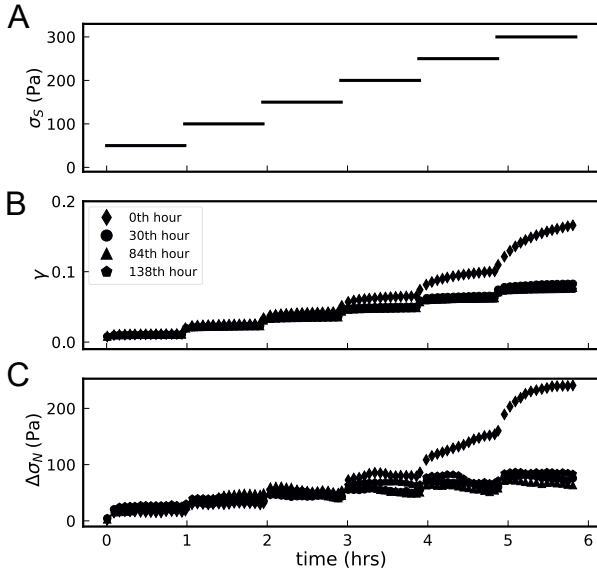 A
300
200
100
0
σS (Pa)
B
0.2
0.1
0.0
γ
0th hour
30th hour
84th hour
138th hour
C
200
100
0
ΔσN (Pa)
0 1 2 3 4 5 6
time (hrs)